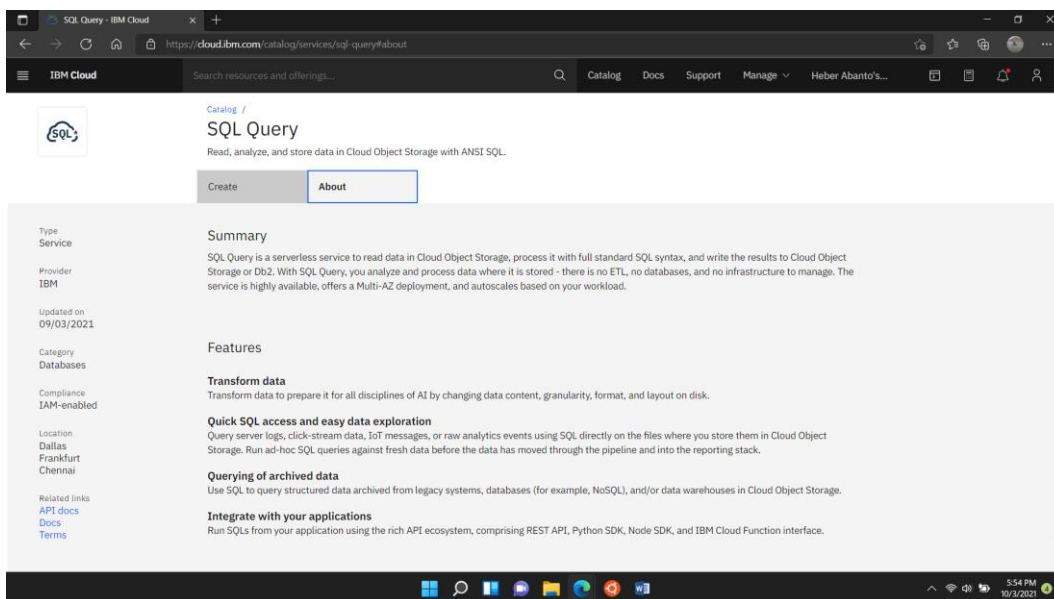 SQL Query - IBM Cloud
https://cloud.ibm.com/catalog/services/sql-query#about
IBM Cloud
Search resources and offerings...
Catalog
Docs
Support
Manage
Heber Abanto's...
SQL
Catalog /
SQL Query
Read, analyze, and store data in Cloud Object Storage with ANSI SQL.
Create
About
Type
Service
Provider
IBM
Updated on
09/03/2021
Category
Databases
Compliance
IAM-enabled
Location
Dallas
Frankfurt
Chennai
Related links
API docs
Docs
Terms
Summary
SQL Query is a serverless service to read data in Cloud Object Storage, process it with full standard SQL syntax, and write the results to Cloud Object
Storage or Db2. With SQL Query, you analyze and process data where it is stored - there is no ETL, no databases, and no infrastructure to manage. The
service is highly available, offers a Multi-AZ deployment, and autoscales based on your workload.
Features
Transform data
Transform data to prepare it for all disciplines of AI by changing data content, granularity, format, and layout on disk.
Quick SQL access and easy data exploration
Query server logs, click-stream data, IoT messages, or raw analytics events using SQL directly on the files where you store them in Cloud Object
Storage. Run ad-hoc SQL queries against fresh data before the data has moved through the pipeline and into the reporting stack.
Querying of archived data
Use SQL to query structured data archived from legacy systems, databases (for example, NoSQL), and/or data warehouses in Cloud Object Storage.
Integrate with your applications
Run SQLs from your application using the rich API ecosystem, comprising REST API, Python SDK, Node SDK, and IBM Cloud Function interface.
5:54 PM
10/3/2021
4